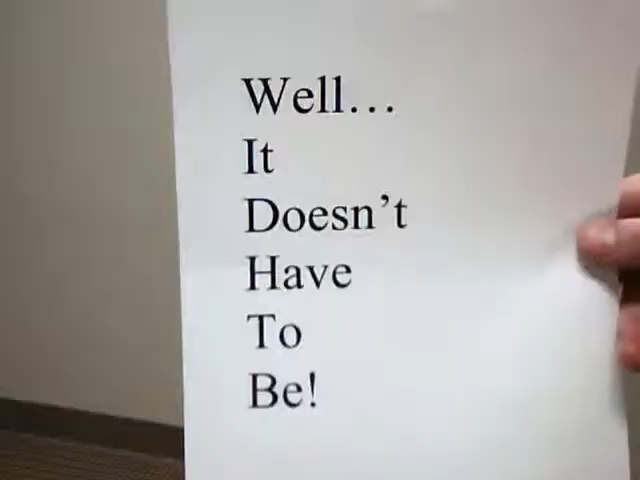 Well…
It
Doesn’t
Have
To
Be!